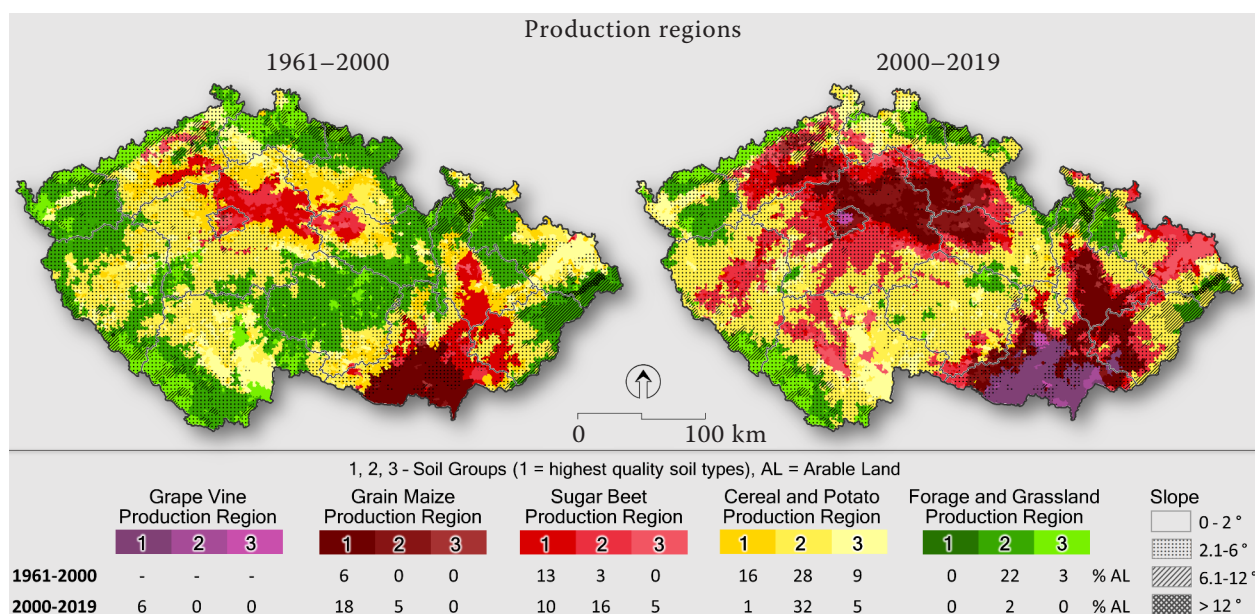 Production regions
1961–2000
2000–2019
0 100 km
1, 2, 3 - Soil Groups (1 = highest quality soil types), AL = Arable Land
Grape Vine Production Region
Grain Maize Production Region
Sugar Beet Production Region
Cereal and Potato Production Region
Forage and Grassland Production Region
Slope
1 2 3 1 2 3 1 2 3 1 2 3 1 2 3
0 - 2 °
2.1-6 °
6.1-12 °
> 12 °
1961-2000 - - - 6 0 0 13 3 0 16 28 9 0 22 3 % AL
2000-2019 6 0 0 18 5 0 10 16 5 1 32 5 0 2 0 % AL